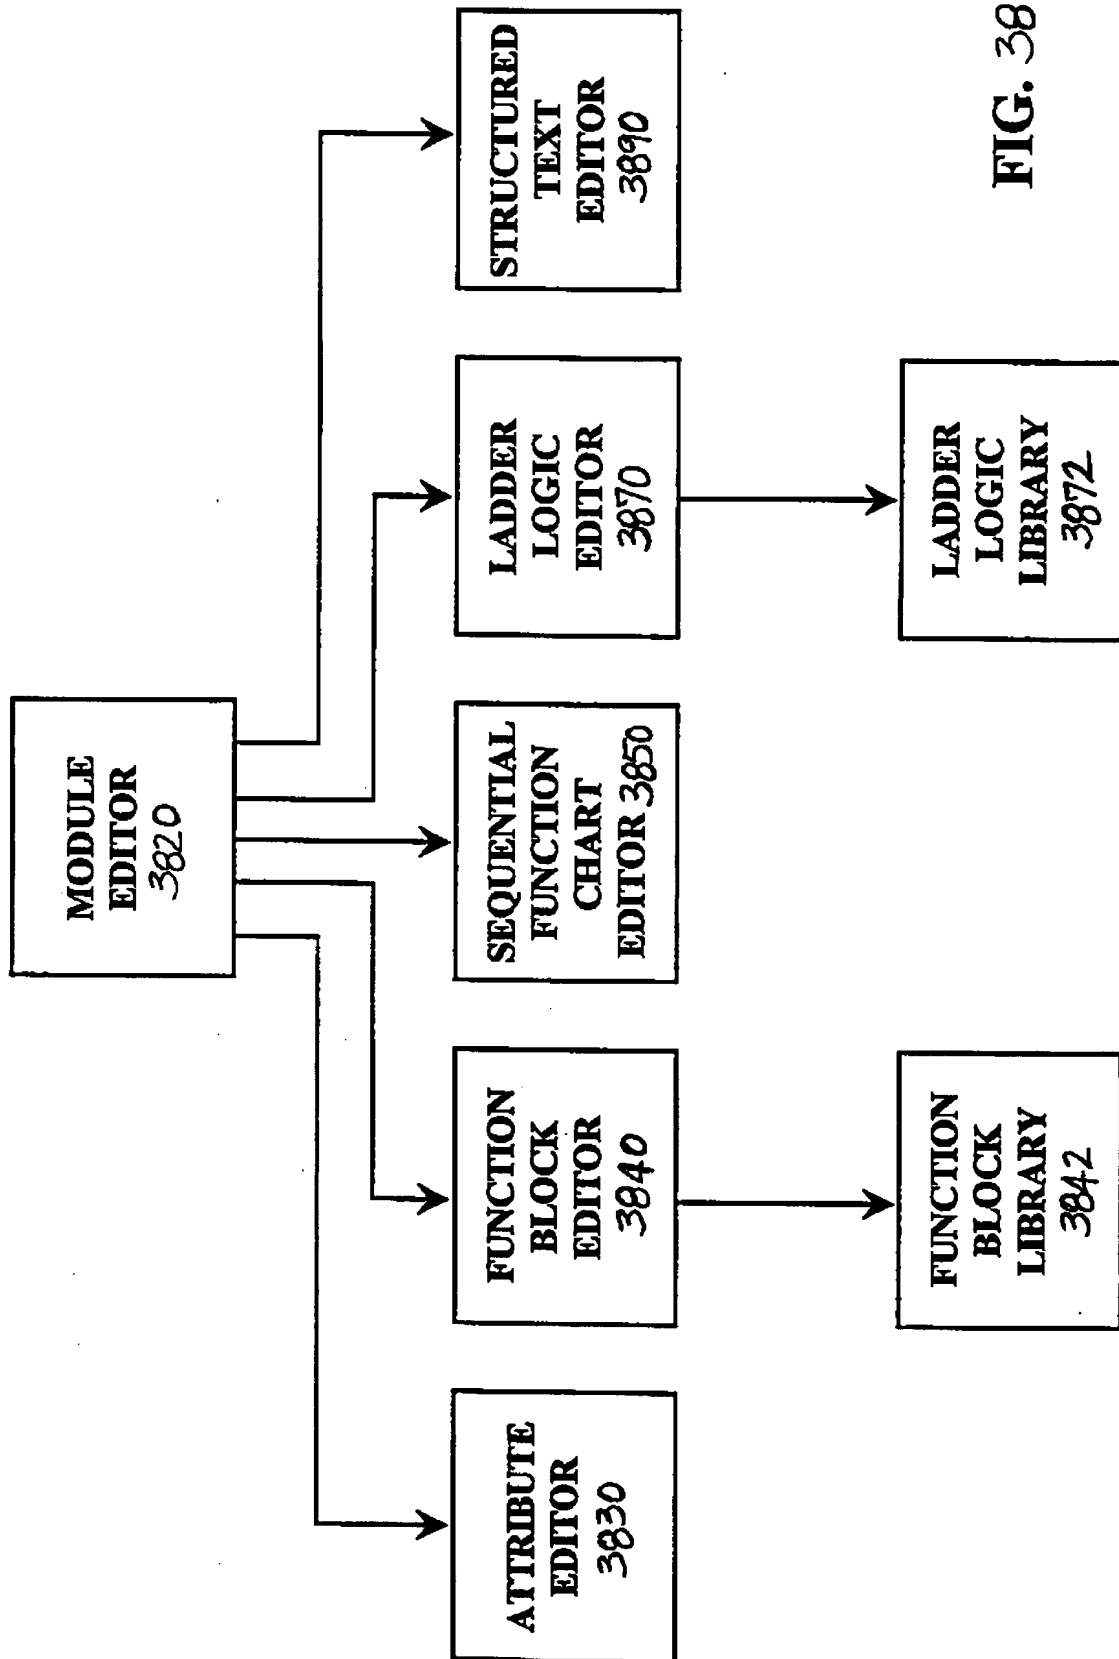 MODULE
EDITOR
3820
ATTRIBUTE
EDITOR
3830
FUNCTION
BLOCK
EDITOR
3840
SEQUENTIAL
FUNCTION
CHART
EDITOR 3850
LADDER
LOGIC
EDITOR
3870
STRUCTURED
TEXT
EDITOR
3890
FUNCTION
BLOCK
LIBRARY
3842
LADDER
LOGIC
LIBRARY
3872
FIG. 38